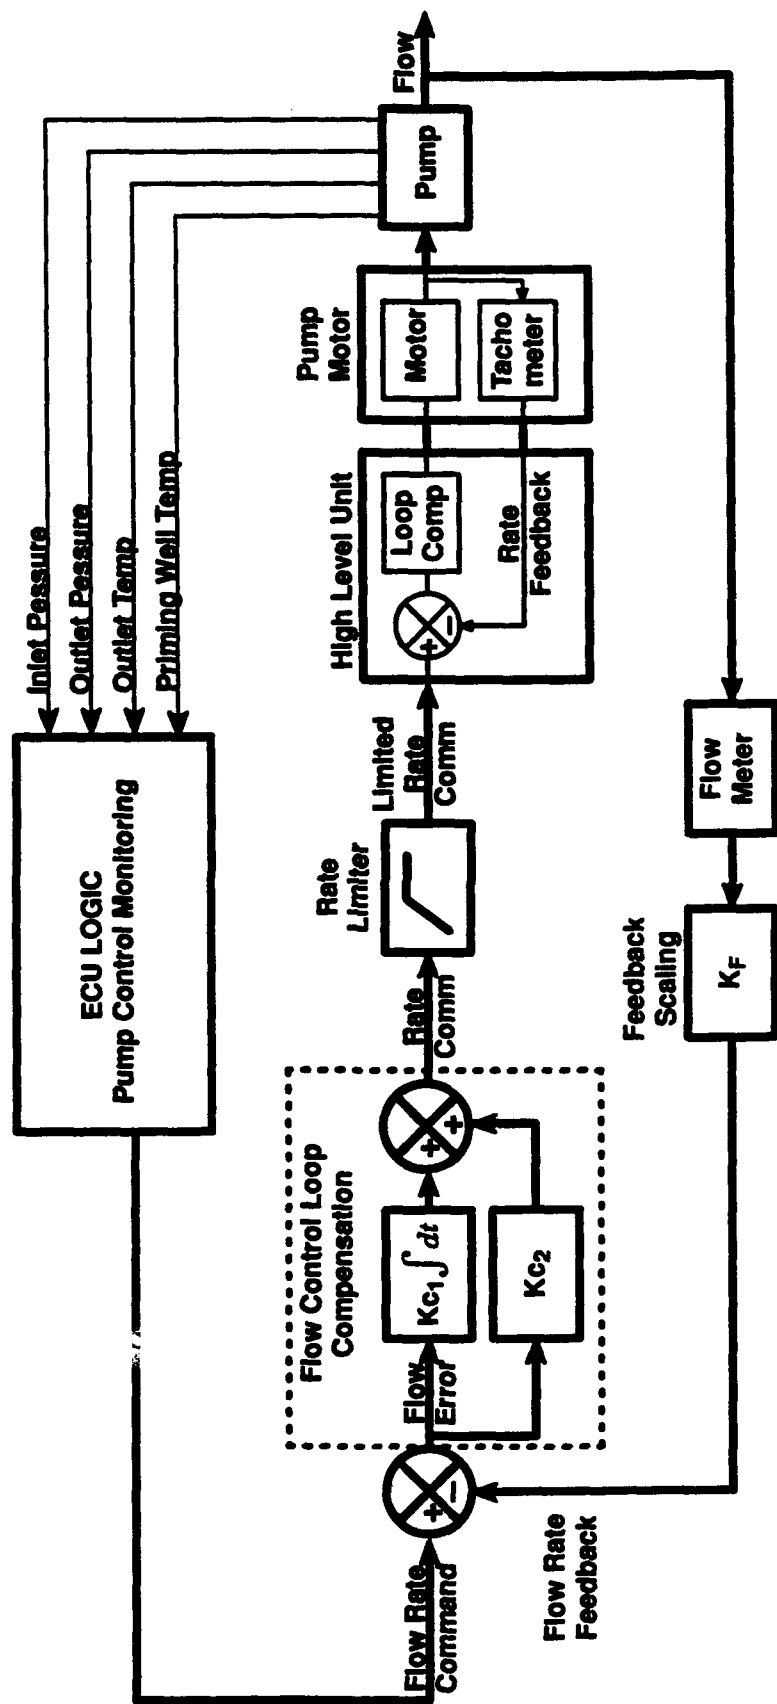 ECU LOGIC
Pump Control Monitoring
Inlet Pessure
Outlet Pessure
Outlet Temp
Priming Well Temp
Flow Rate
Command
+
−
Flow
Error
Flow Control Loop
Compensation
Kc₁ ∫ dt
Kc₂
+
+
Rate
Comm
Rate
Limiter
Limited
Rate
Comm
High Level Unit
+
−
Loop
Comp
Rate
Feedback
Pump
Motor
Motor
Tacho
meter
Pump
Flow
Flow Rate
Feedback
Feedback
Scaling
K_F
Flow
Meter